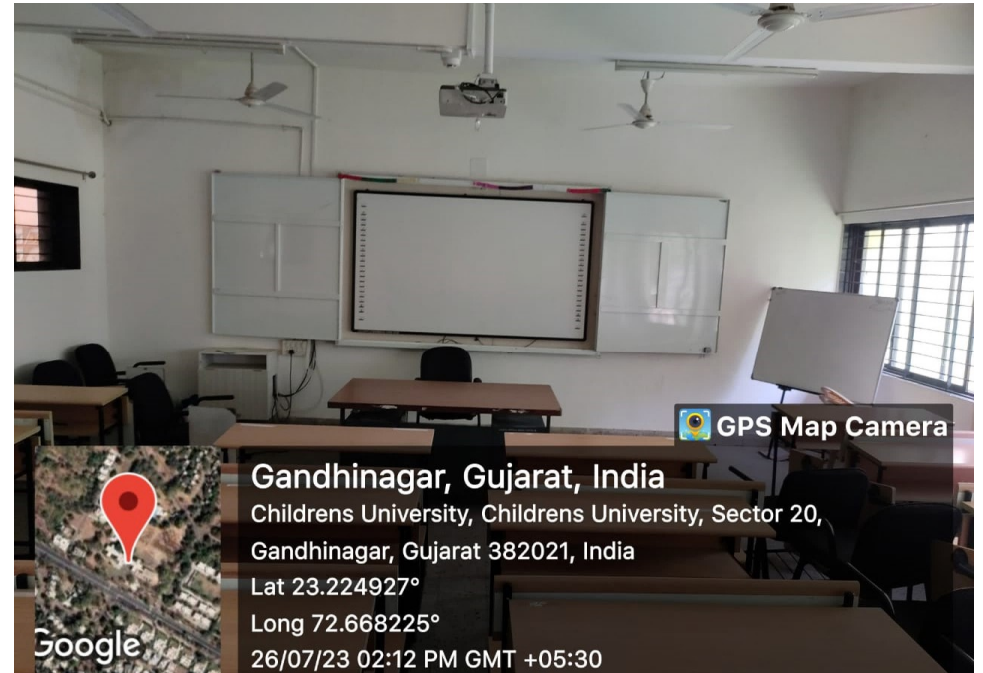 GPS Map Camera
Gandhinagar, Gujarat, India
Childrens University, Childrens University, Sector 20,
Gandhinagar, Gujarat 382021, India
Lat 23.224927°
Long 72.668225°
26/07/23 02:12 PM GMT +05:30
Google